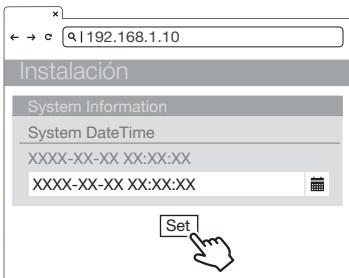 192.168.1.10
Instalación
System Information
System DateTime
XXXX-XX-XX XX:XX:XX
XXXX-XX-XX XX:XX:XX
Set